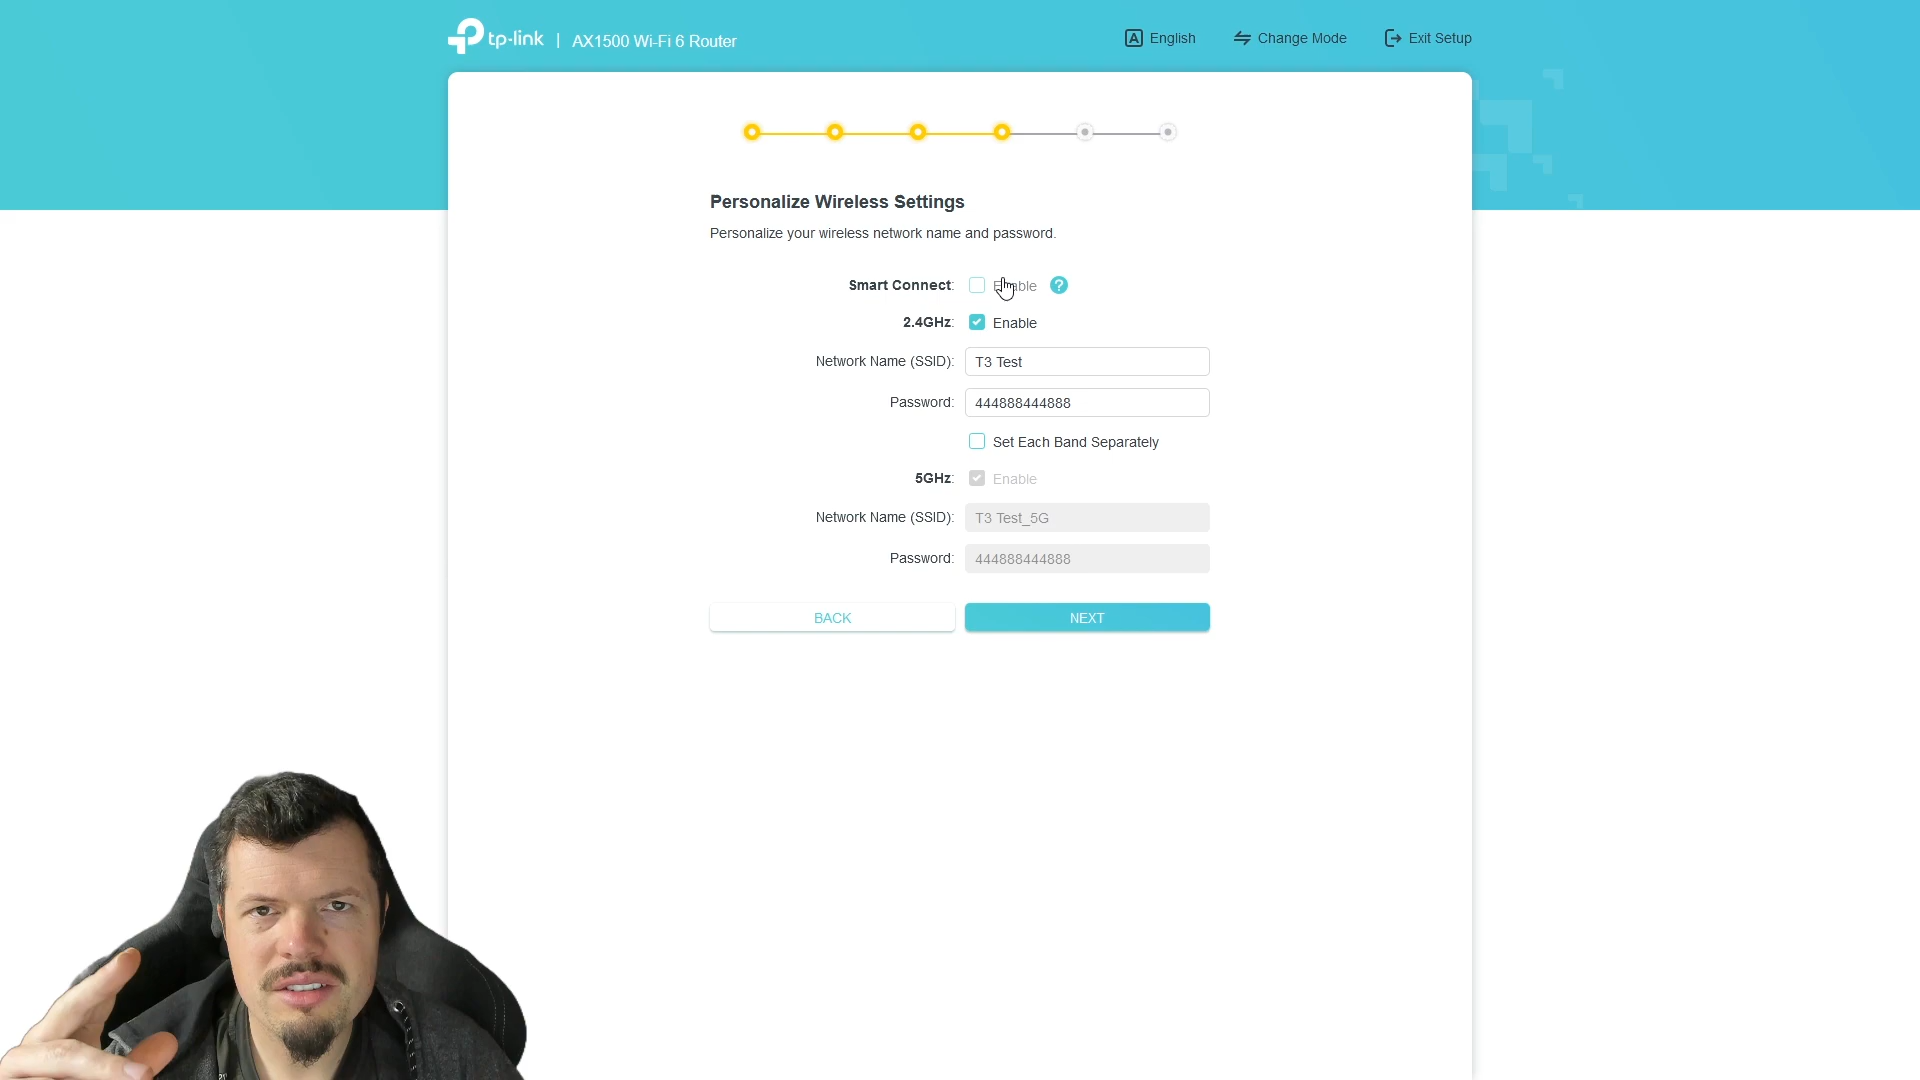 tp-link | AX1500 Wi-Fi 6 Router
A English
Change Mode
Exit Setup
Personalize Wireless Settings
Personalize your wireless network name and password.
Smart Connect: Enable ?
2.4GHz: Enable
Network Name (SSID): T3 Test
Password: 444888444888
Set Each Band Separately
5GHz: Enable
Network Name (SSID): T3 Test_5G
Password: 444888444888
BACK
NEXT